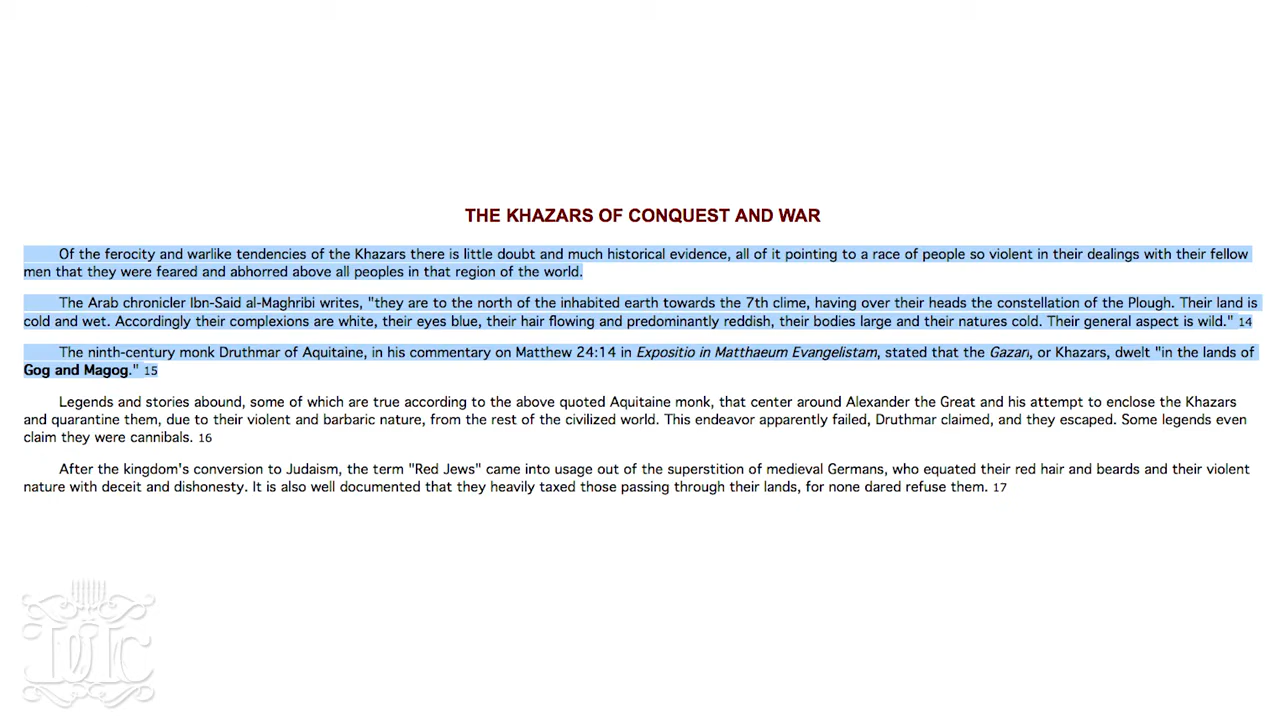 THE KHAZARS OF CONQUEST AND WAR
Of the ferocity and warlike tendencies of the Khazars there is little doubt and much historical evidence, all of it pointing to a race of people so violent in their dealings with their fellow
men that they were feared and abhorred above all peoples in that region of the world.
The Arab chronicler Ibn-Said al-Maghribi writes, "they are to the north of the inhabited earth towards the 7th clime, having over their heads the constellation of the Plough. Their land is
cold and wet. Accordingly their complexions are white, their eyes blue, their hair flowing and predominantly reddish, their bodies large and their natures cold. Their general aspect is wild." 14
The ninth-century monk Druthmar of Aquitaine, in his commentary on Matthew 24:14 in Expositio in Matthaeum Evangelistam, stated that the Gazari, or Khazars, dwelt "in the lands of
Gog and Magog." 15
Legends and stories abound, some of which are true according to the above quoted Aquitaine monk, that center around Alexander the Great and his attempt to enclose the Khazars
and quarantine them, due to their violent and barbaric nature, from the rest of the civilized world. This endeavor apparently failed, Druthmar claimed, and they escaped. Some legends even
claim they were cannibals. 16
After the kingdom's conversion to Judaism, the term "Red Jews" came into usage out of the superstition of medieval Germans, who equated their red hair and beards and their violent
nature with deceit and dishonesty. It is also well documented that they heavily taxed those passing through their lands, for none dared refuse them. 17
IUIC